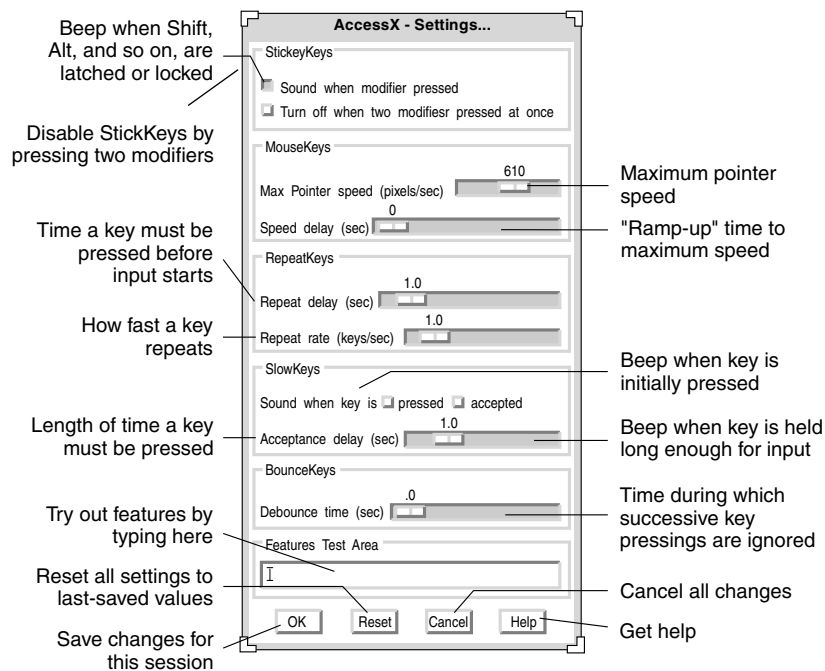 AccessX - Settings...
Beep when Shift,
Alt, and so on, are
latched or locked
Disable StickKeys by
pressing two modifiers
Time a key must be
pressed before
input starts
How fast a key
repeats
Length of time a key
must be pressed
Try out features by
typing here
Reset all settings to
last-saved values
Save changes for
this session
StickeyKeys
Sound when modifier pressed
Turn off when two modifiesr pressed at once
MouseKeys
610
Max Pointer speed (pixels/sec)
0
Speed delay (sec)
RepeatKeys
1.0
Repeat delay (sec)
1.0
Repeat rate (keys/sec)
SlowKeys
Sound when key is pressed accepted
1.0
Acceptance delay (sec)
BounceKeys
.0
Debounce time (sec)
Features Test Area
OK Reset Cancel Help
Maximum pointer
speed
"Ramp-up" time to
maximum speed
Beep when key is
initially pressed
Beep when key is held
long enough for input
Time during which
successive key
pressings are ignored
Cancel all changes
Get help